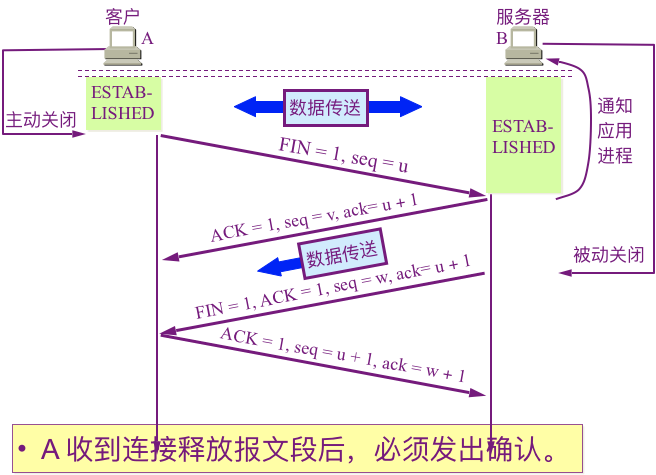 客户
A
服务器
B
ESTAB-
LISHED
数据传送
主动关闭
通知
应用
进程
ESTAB-
LISHED
FIN = 1, seq = u
ACK = 1, seq = v, ack= u + 1
数据传送
被动关闭
FIN = 1, ACK = 1, seq = w, ack= u + 1
ACK = 1, seq = u + 1, ack = w + 1
• A 收到连接释放报文段后，必须发出确认。